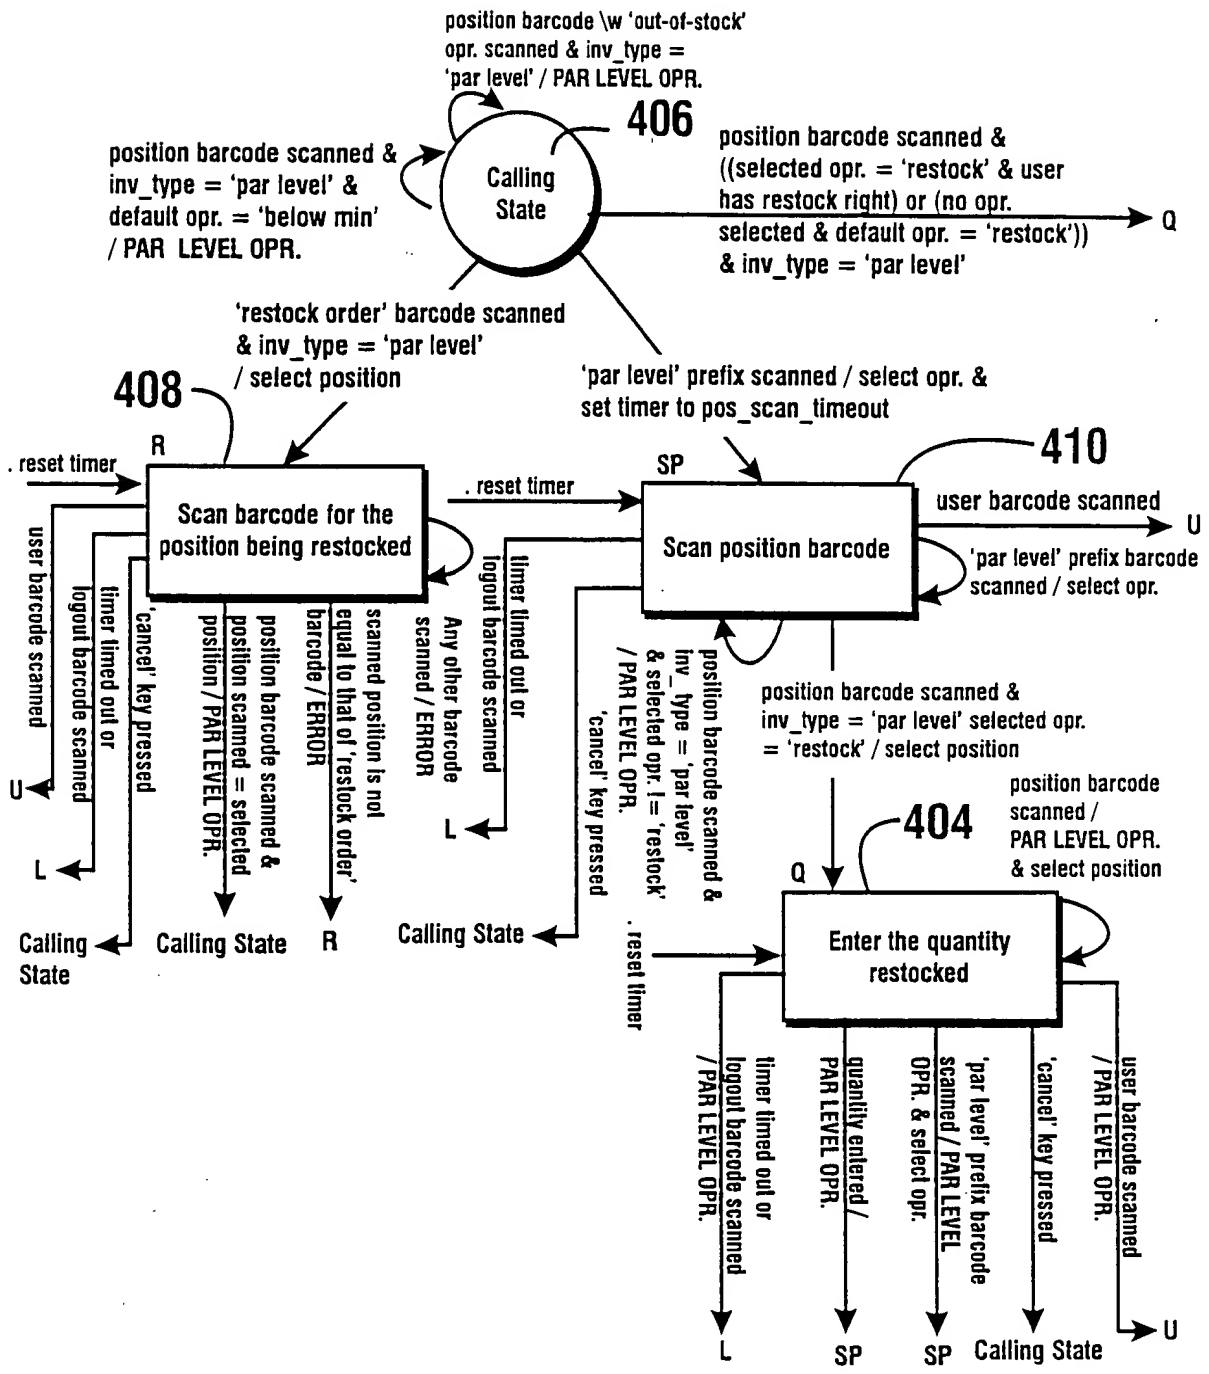 position barcode \w 'out-of-stock'
opr. scanned & inv_type =
'par level' / PAR LEVEL OPR.
406
position barcode scanned &
inv_type = 'par level' &
default opr. = 'below min'
/ PAR LEVEL OPR.
Calling
State
position barcode scanned &
((selected opr. = 'restock' & user
has restock right) or (no opr.
selected & default opr. = 'restock'))
& inv_type = 'par level'
Q
'restock order' barcode scanned
& inv_type = 'par level'
/ select position
'par level' prefix scanned / select opr. &
set timer to pos_scan_timeout
408
R
. reset timer
Scan barcode for the
position being restocked
410
SP
. reset timer
Scan position barcode
user barcode scanned
U
'par level' prefix barcode
scanned / select opr.
user barcode scanned
U
timer timed out or
logout barcode scanned
L
'cancel' key pressed
Calling
State
position barcode scanned &
position scanned = selected
position / PAR LEVEL OPR.
Calling State
scanned position is not
equal to that of 'restock order'
barcode / ERROR
R
Any other barcode
scanned / ERROR
timer timed out or
logout barcode scanned
L
'cancel' key pressed
Calling State
position barcode scanned &
inv_ type = 'par level'
& selected opr. ! = 'restock'
/ PAR LEVEL OPR.
position barcode scanned &
inv_type = 'par level' selected opr.
= 'restock' / select position
404
Q
position barcode
scanned /
PAR LEVEL OPR.
& select position
. reset timer
Enter the quantity
restocked
timer timed out or
logout barcode scanned
/ PAR LEVEL OPR.
L
quantity entered /
PAR LEVEL OPR.
SP
'par level' prefix barcode
scanned / PAR LEVEL
OPR. & select opr.
SP
'cancel' key pressed
Calling State
user barcode scanned
/ PAR LEVEL OPR.
U